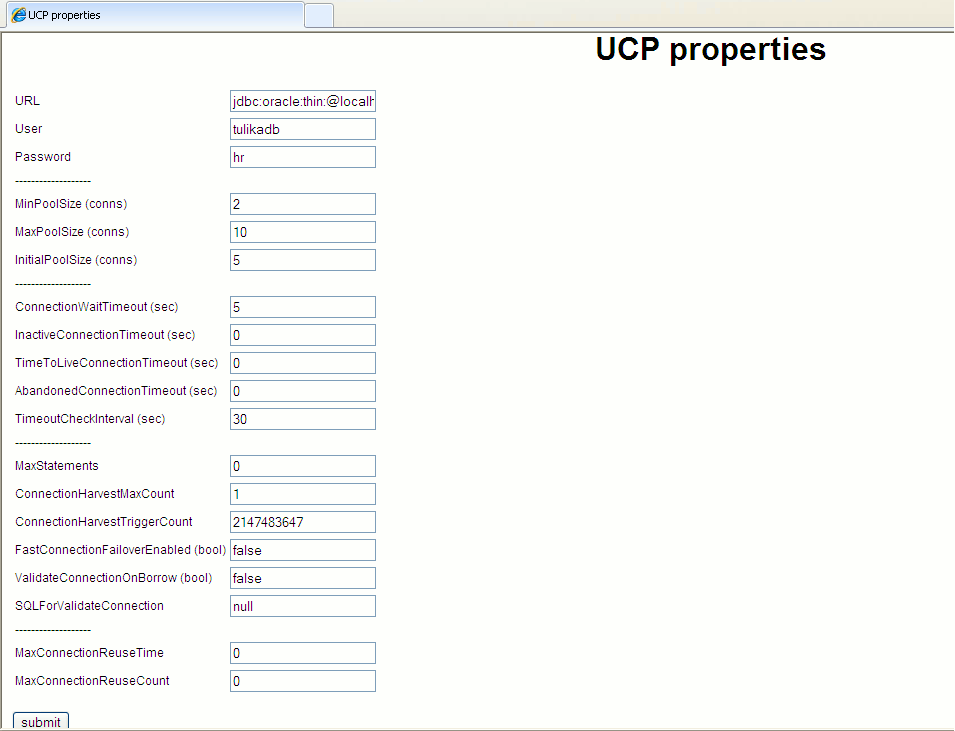 UCP properties
UCP properties
URL jdbc:oracle:thin:@localh
User tulikadb
Password hr
-------------------
MinPoolSize (conns) 2
MaxPoolSize (conns) 10
InitialPoolSize (conns) 5
-------------------
ConnectionWaitTimeout (sec) 5
InactiveConnectionTimeout (sec) 0
TimeToLiveConnectionTimeout (sec) 0
AbandonedConnectionTimeout (sec) 0
TimeoutCheckInterval (sec) 30
-------------------
MaxStatements 0
ConnectionHarvestMaxCount 1
ConnectionHarvestTriggerCount 2147483647
FastConnectionFailoverEnabled (bool) false
ValidateConnectionOnBorrow (bool) false
SQLForValidateConnection null
-------------------
MaxConnectionReuseTime 0
MaxConnectionReuseCount 0
submit